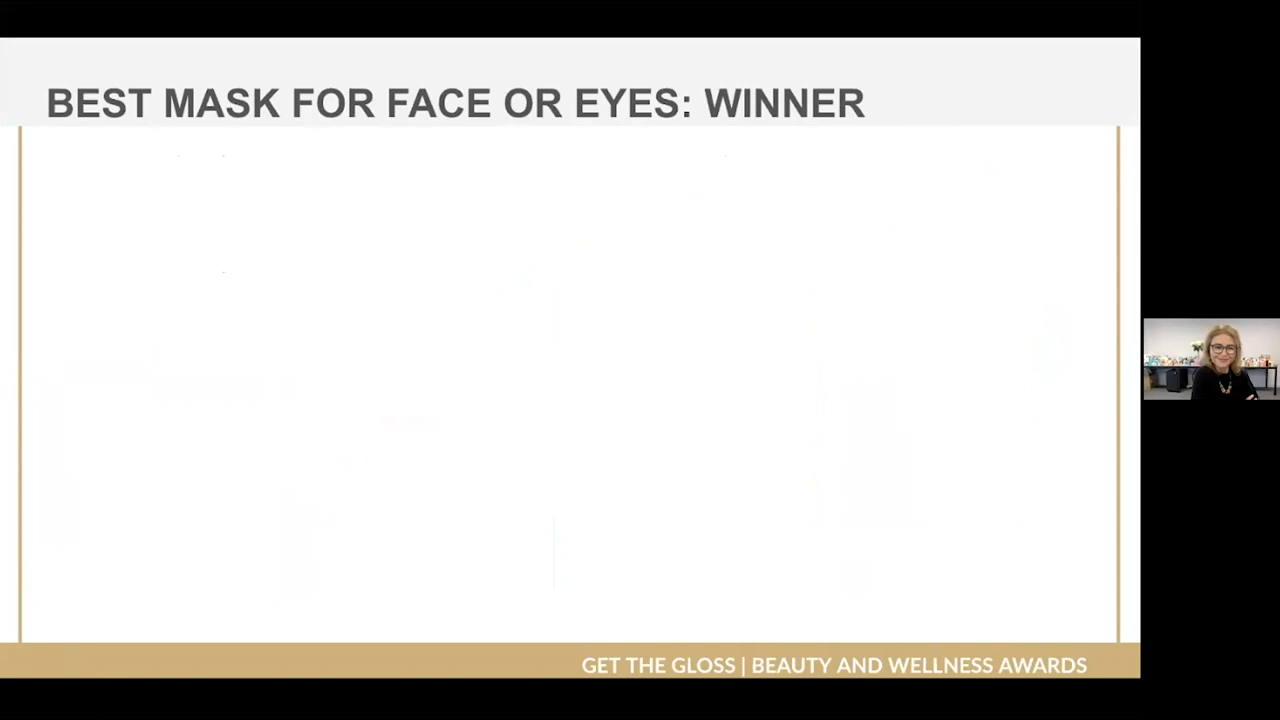 BEST MASK FOR FACE OR EYES: WINNER
GET THE GLOSS | BEAUTY AND WELLNESS AWARDS